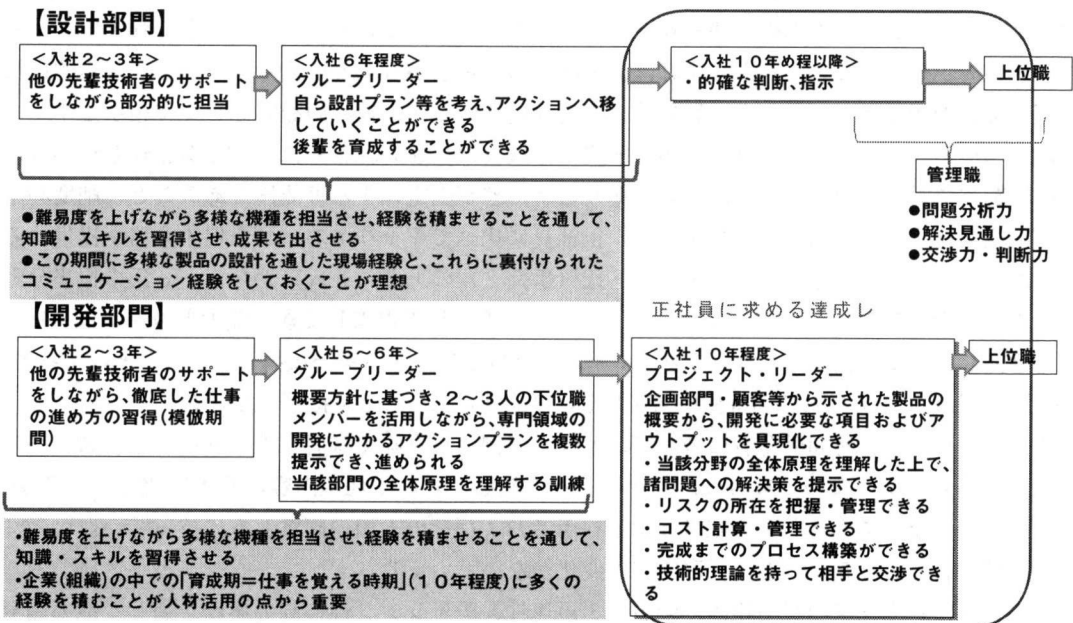 【設計部門】
<入社2~3年>
他の先輩技術者のサポート
をしながら部分的に担当
<入社6年程度>
グループリーダー
自ら設計プラン等を考え、アクションへ移
していくことができる
後輩を育成することができる
<入社10年め程以降>
・的確な判断、指示
上位職
管理職
●問題分析力
●解決見通し力
●交渉力・判断力
●難易度を上げながら多様な機種を担当させ、経験を積ませることを通して、
知識・スキルを習得させ、成果を出させる
●この期間に多様な製品の設計を通した現場経験と、これらに裏付けられた
コミュニケーション経験をしておくことが理想
正社員に求める達成レ
【開発部門】
<入社2~3年>
他の先輩技術者のサポート
をしながら、徹底した仕事
の進め方の習得(模倣期
間)
<入社5~6年>
グループリーダー
概要方針に基づき、2~3人の下位職
メンバーを活用しながら、専門領域の
開発にかかるアクションプランを複数
提示でき、進められる
当該部門の全体原理を理解する訓練
<入社10年程度>
プロジェクト・リーダー
企画部門・顧客等から示された製品の
概要から、開発に必要な項目およびア
ウトプットを具現化できる
・当該分野の全体原理を理解した上で、
諸問題への解決策を提示できる
・リスクの所在を把握・管理できる
・コスト計算・管理できる
・完成までのプロセス構築ができる
・技術的理論を持って相手と交渉でき
る
上位職
・難易度を上げながら多様な機種を担当させ、経験を積ませることを通して、
知識・スキルを習得させる
・企業(組織)の中での「育成期=仕事を覚える時期」(10年程度)に多くの
経験を積むことが人材活用の点から重要